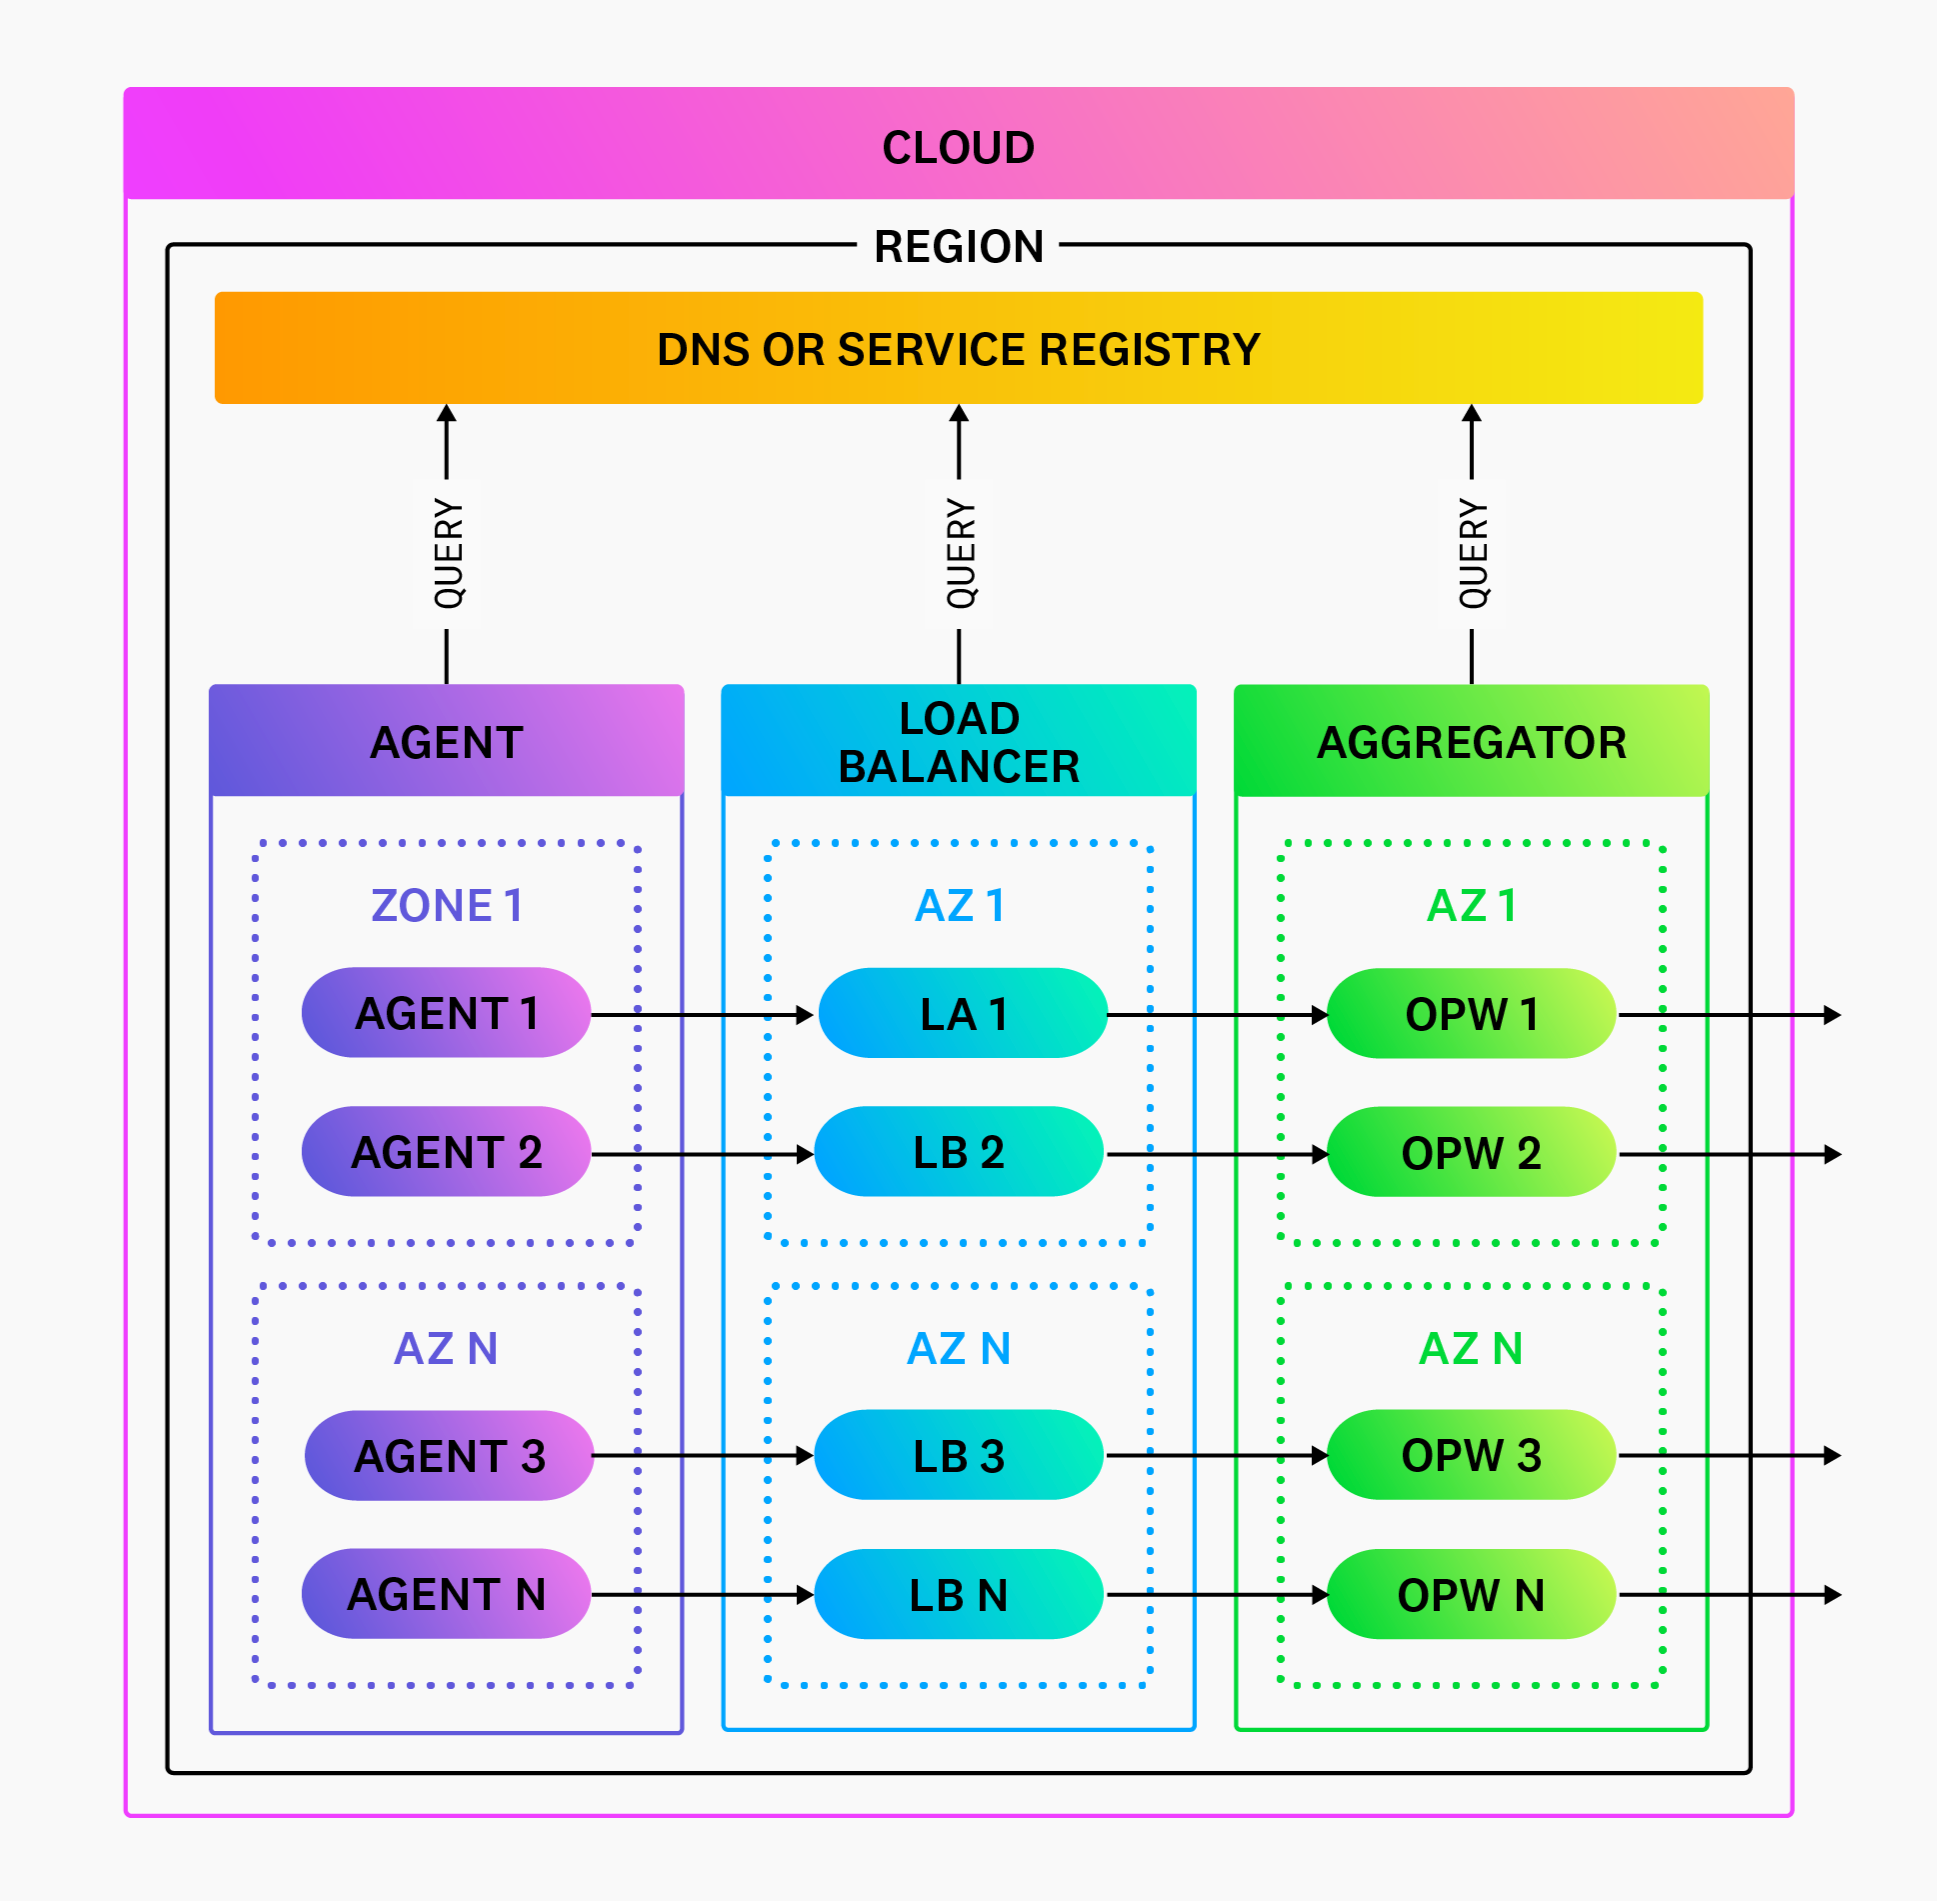 CLOUD
REGION
DNS OR SERVICE REGISTRY
QUERY
QUERY
QUERY
AGENT
LOAD
BALANCER
AGGREGATOR
ZONE 1
AGENT 1
AGENT 2
AZ N
AGENT 3
AGENT N
AZ 1
LA 1
LB 2
AZ N
LB 3
LB N
AZ 1
OPW 1
OPW 2
AZ N
OPW 3
OPW N